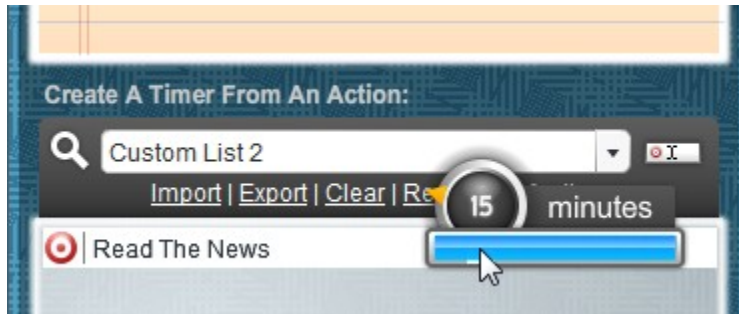 Create A Timer From An Action:
Custom List 2
Import | Export | Clear | Re
15 minutes
Read The News